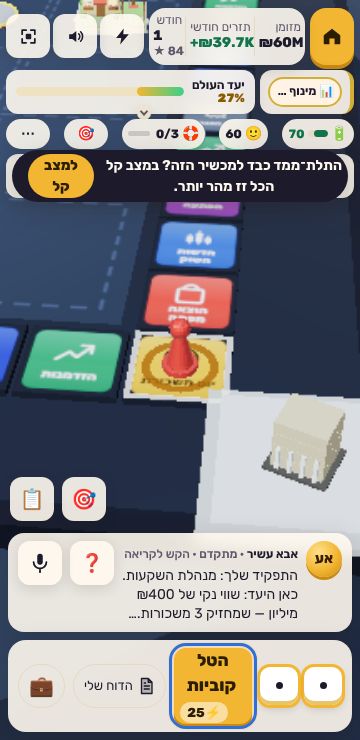 מזומן
₪60M
תזרים חודשי
+₪39.7K
חודש
1
★ 84
📊 מינוף ...
יעד העולם
27%
🔋 70
🙂 60
🛟 0/3
🎯
...
התלת־ממד כבד למכשיר הזה? במצב קל
הכל זז מהר יותר.
למצב
קל
חדשות
הוצאה
הזדמנות
אע
אבא עשיר • מתקדם • הקש לקריאה
התפקיד שלך: מנהלת השקעות.
כאן היעד: שווי נקי של ₪400
מיליון — שמחזיק 3 משכורות....
הטל
קוביות
⚡25
הדוח שלי